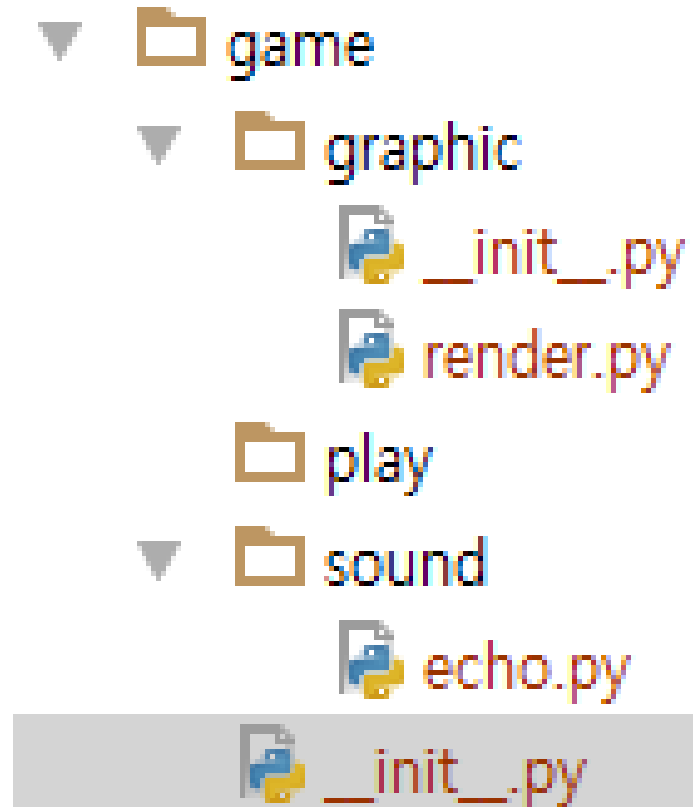 game
graphic
__init__.py
render.py
play
sound
echo.py
__init__.py